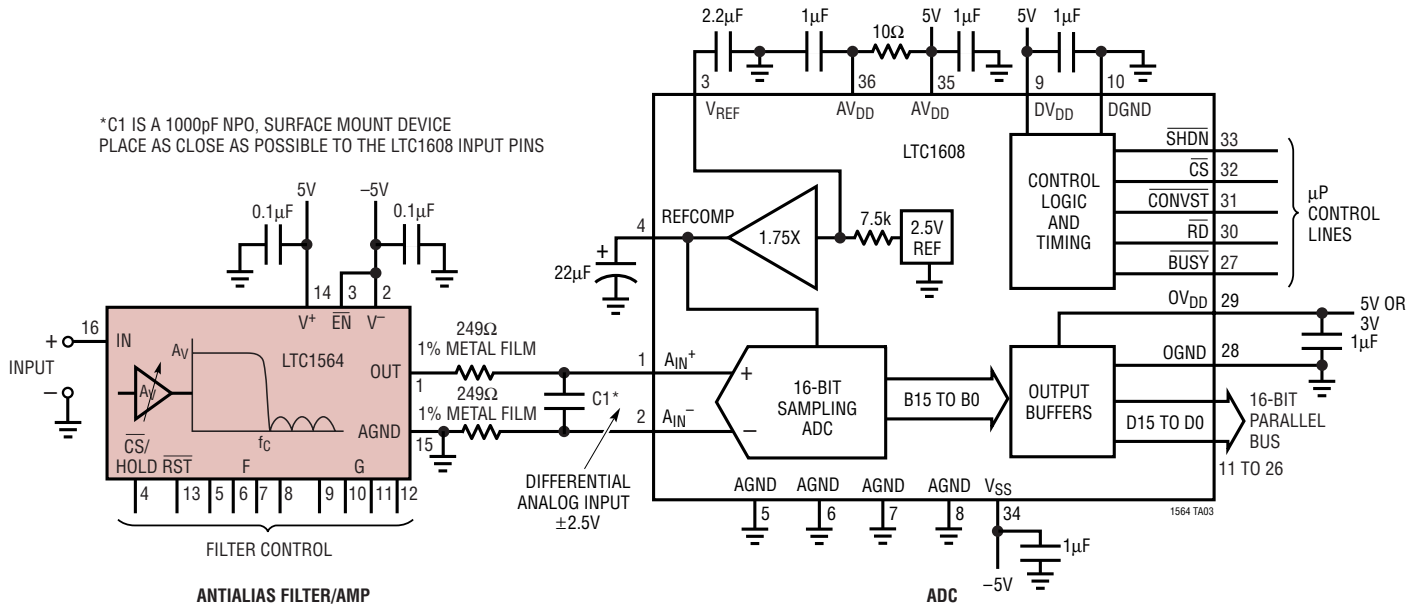 2.2µF
1µF
10Ω
5V
1µF
5V
1µF
3
36
35
9
10
VREF
AVDD
AVDD
DVDD
DGND
*C1 IS A 1000pF NPO, SURFACE MOUNT DEVICE
PLACE AS CLOSE AS POSSIBLE TO THE LTC1608 INPUT PINS
LTC1608
SHDN 33
CS 32
CONVST 31
RD 30
BUSY 27
CONTROL
LOGIC
AND
TIMING
µP
CONTROL
LINES
5V
–5V
0.1µF
0.1µF
4
REFCOMP
1.75X
7.5k
2.5V
REF
+
22µF
14
3
2
V+
EN
V–
OVDD 29
5V OR
3V
1µF
OGND 28
16
+
INPUT
–
IN
AV
LTC1564
AV
fC
OUT
1
AGND
15
249Ω
1% METAL FILM
249Ω
1% METAL FILM
C1*
1 AIN+
2 AIN–
+
–
16-BIT
SAMPLING
ADC
B15 TO B0
OUTPUT
BUFFERS
D15 TO D0
16-BIT
PARALLEL
BUS
11 TO 26
CS/
HOLD RST F G
4 13 5 6 7 8 9 10 11 12
FILTER CONTROL
DIFFERENTIAL
ANALOG INPUT
±2.5V
AGND
AGND
AGND
AGND
VSS
5
6
7
8
34
1564 TA03
1µF
–5V
ANTIALIAS FILTER/AMP
ADC